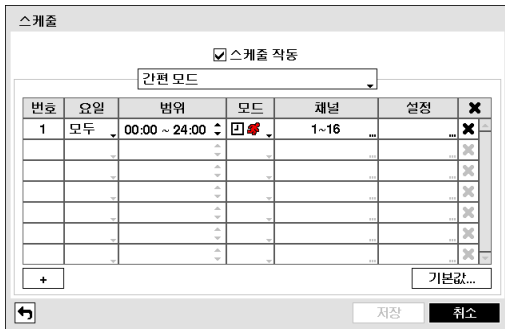 스케줄
스케줄 작동
간편 모드
번호 요일 범위 모드 채널 설정
1 모두 00:00 ~ 24:00 1~16 ... ...
+ 기본값...
저장 취소